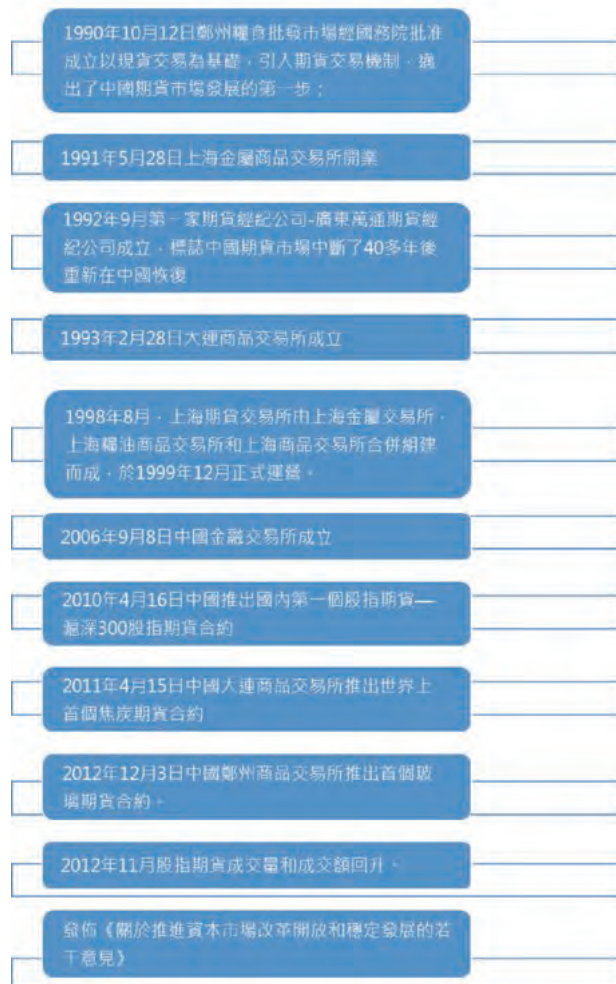 1990年10月12日鄭州糧食批發市場經國務院批准
成立以現貨交易為基礎，引入期貨交易機制，邁
出了中國期貨市場發展的第一步；
1991年5月28日上海金屬商品交易所開業
1992年9月第一家期貨經紀公司-廣東萬通期貨經
紀公司成立，標誌中國期貨市場中斷了40多年後
重新在中國恢復
1993年2月28日大連商品交易所成立
1998年8月，上海期貨交易所由上海金屬交易所，
上海糧油商品交易所和上海商品交易所合併組建
而成，於1999年12月正式運營。
2006年9月8日中國金融交易所成立
2010年4月16日中國推出國內第一個股指期貨—
滬深300股指期貨合約
2011年4月15日中國大連商品交易所推出世界上
首個焦炭期貨合約
2012年12月3日中國鄭州商品交易所推出首個玻
璃期貨合約。
2012年11月股指期貨成交量和成交額回升。
發佈《關於推進資本市場改革開放和穩定發展的若
干意見》